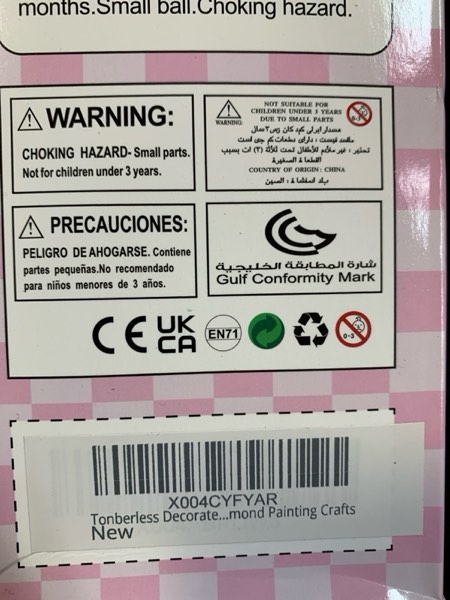 months.Small ball.Choking hazard.
WARNING:
CHOKING HAZARD- Small parts.
Not for children under 3 years.
WARNING:
NOT SUITABLE FOR
CHILDREN UNDER 3 YEARS
DUE TO SMALL PARTS
COUNTRY OF ORIGIN: CHINA
PRECAUCIONES:
PELIGRO DE AHOGARSE. Contiene
partes pequeñas.No recomendado
para niños menores de 3 años.
شارة المطابقة الخليجية
Gulf Conformity Mark
CE
UK
CA
EN71
0-3
X004CYFYAR
Tonberless Decorate...mond Painting Crafts
New